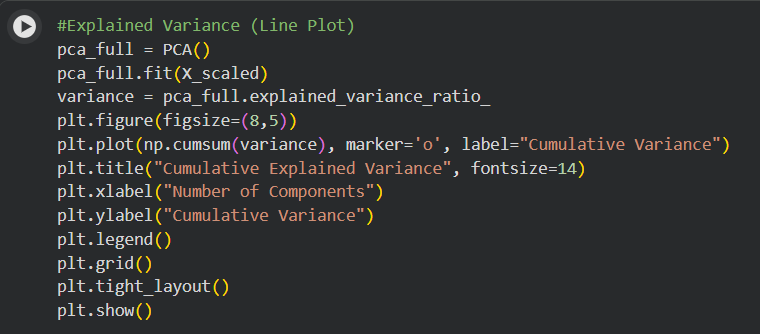 #Explained Variance (Line Plot)
pca_full = PCA()
pca_full.fit(X_scaled)
variance = pca_full.explained_variance_ratio_
plt.figure(figsize=(8,5))
plt.plot(np.cumsum(variance), marker='o', label="Cumulative Variance")
plt.title("Cumulative Explained Variance", fontsize=14)
plt.xlabel("Number of Components")
plt.ylabel("Cumulative Variance")
plt.legend()
plt.grid()
plt.tight_layout()
plt.show()